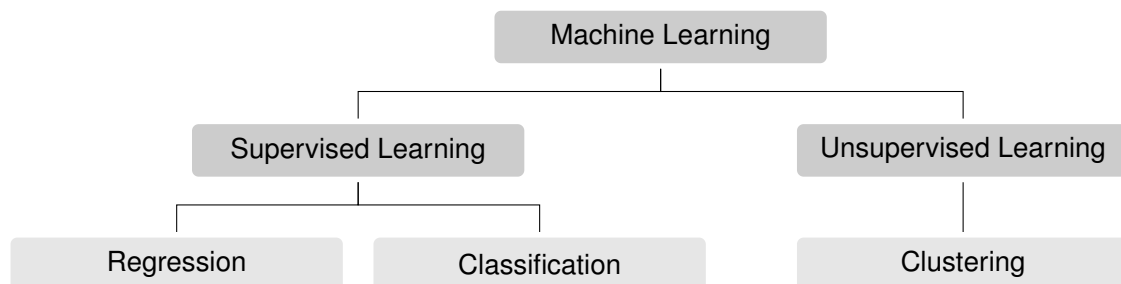 Machine Learning
Supervised Learning
Unsupervised Learning
Regression
Classification
Clustering